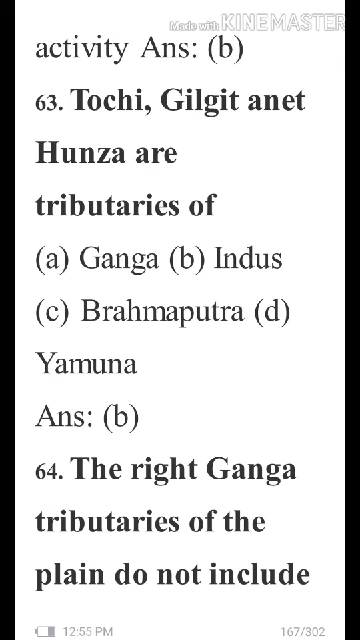 Made with KINEMASTER
activity Ans: (b)
63. Tochi, Gilgit anet
Hunza are
tributaries of
(a) Ganga (b) Indus
(c) Brahmaputra (d)
Yamuna
Ans: (b)
64. The right Ganga
tributaries of the
plain do not include
12:55 PM 167/302